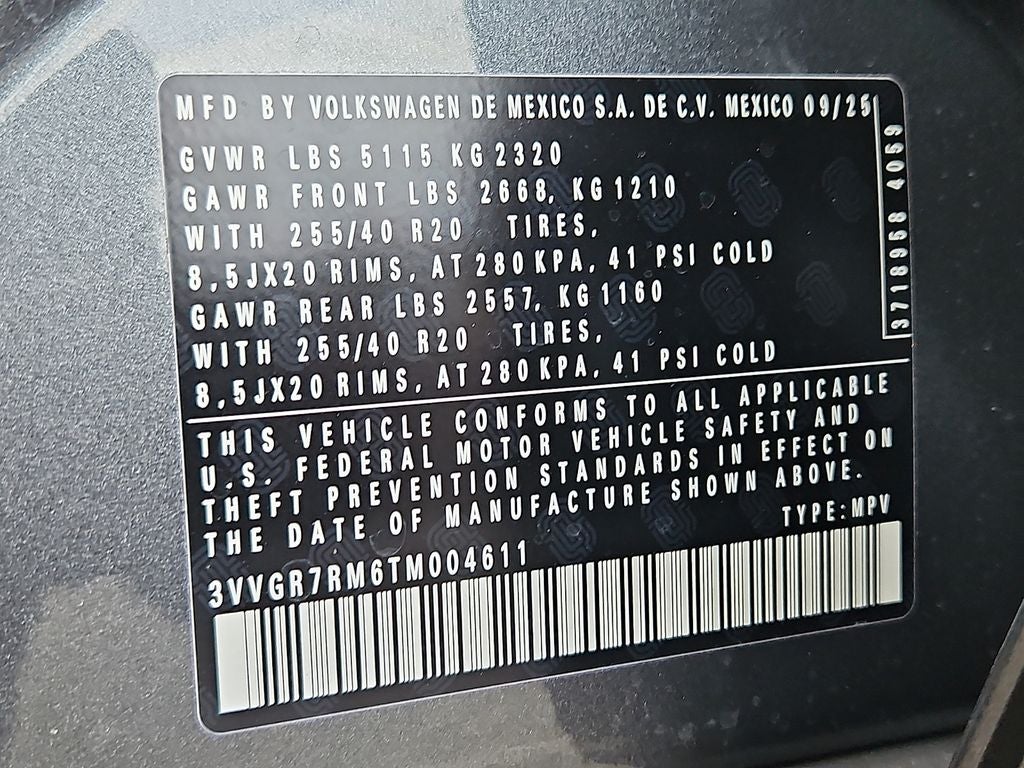 MFD BY VOLKSWAGEN DE MEXICO S.A. DE C.V. MEXICO 09/25
GVWR LBS 5115 KG 2320
GAWR FRONT LBS 2668, KG 1210
WITH 255/40 R20 TIRES,
8,5JX20 RIMS, AT 280 KPA, 41 PSI COLD
GAWR REAR LBS 2557, KG 1160
WITH 255/40 R20 TIRES,
8,5JX20 RIMS, AT 280 KPA, 41 PSI COLD
3718958 4059
THIS VEHICLE CONFORMS TO ALL APPLICABLE
U.S. FEDERAL MOTOR VEHICLE SAFETY AND
THEFT PREVENTION STANDARDS IN EFFECT ON
THE DATE OF MANUFACTURE SHOWN ABOVE.
TYPE: MPV
3VVGR7RM6TM004611